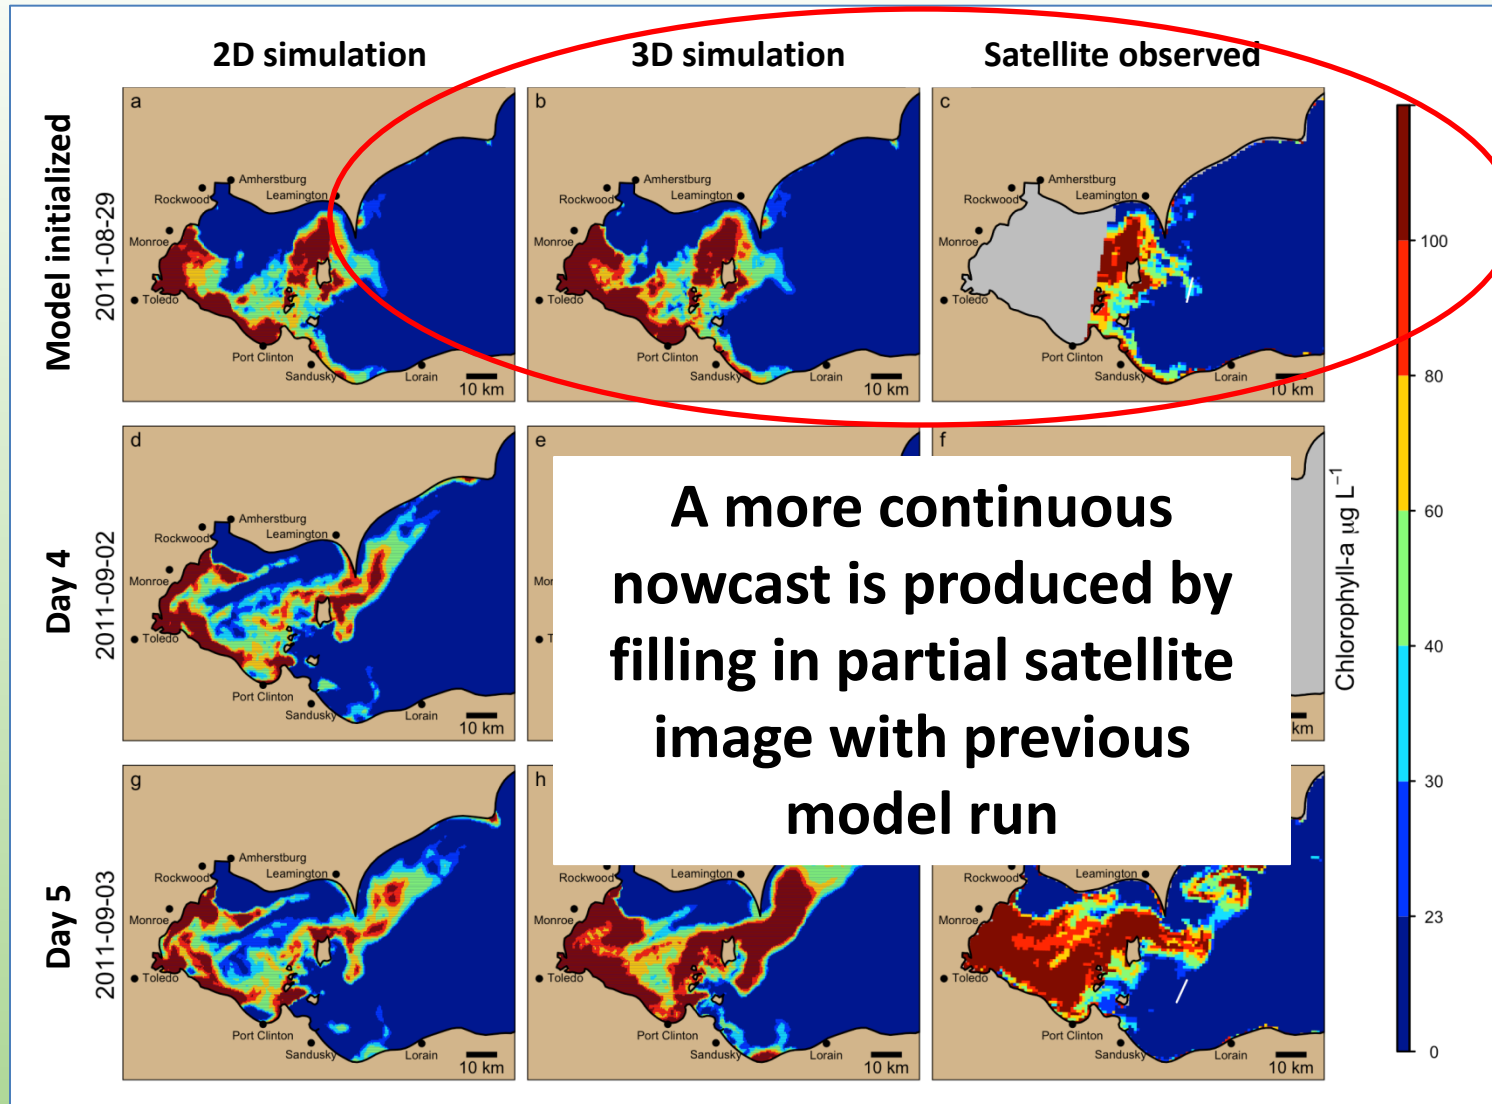 2D simulation
3D simulation
Satellite observed
Model initialized
2011-08-29
a
Amherstburg
Rockwood
Leamington
Monroe
Toledo
Port Clinton
Sandusky
Lorain
10 km
b
Amherstburg
Rockwood
Leamington
Monroe
Toledo
Port Clinton
Sandusky
Lorain
10 km
c
Amherstburg
Rockwood
Leamington
Monroe
Toledo
Port Clinton
Sandusky
Lorain
10 km
Day 4
2011-09-02
d
Amherstburg
Rockwood
Leamington
Monroe
Toledo
Port Clinton
Sandusky
Lorain
10 km
e
Mor
T
f
km
A more continuous
nowcast is produced by
filling in partial satellite
image with previous
model run
Day 5
2011-09-03
g
Amherstburg
Rockwood
Leamington
Monroe
Toledo
Port Clinton
Sandusky
Lorain
10 km
h
Rockwood
Leamington
Monroe
Toledo
Port Clinton
Sandusky
Lorain
10 km
Rockwood
Leamington
Monroe
Toledo
Port Clinton
Sandusky
Lorain
10 km
100
80
60
40
30
23
0
Chlorophyll-a µg L⁻¹